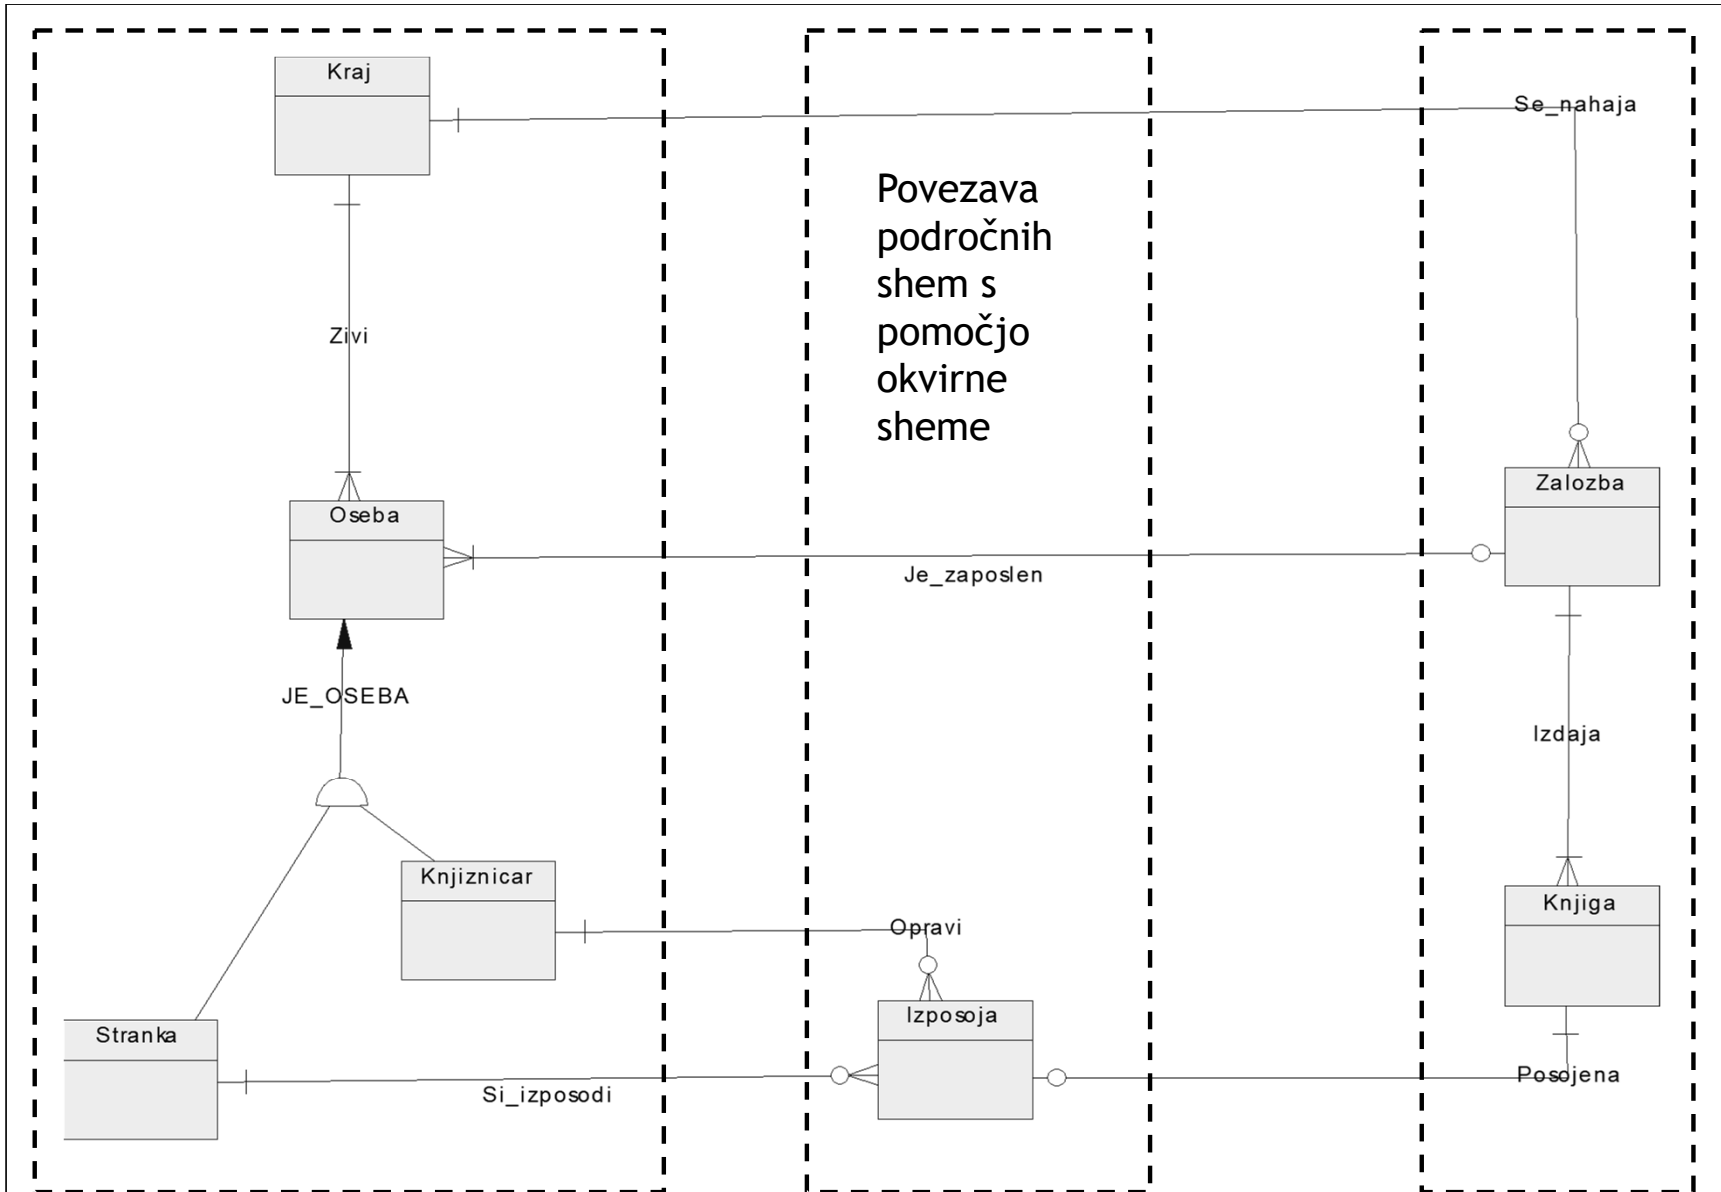 Kraj
Se_nahaja
Povezava
področnih
shem s
pomočjo
okvirne
sheme
Zivi
Zalozba
Oseba
Je_zaposlen
JE_OSEBA
Izdaja
Knjiznicar
Knjiga
Opravi
Izposoja
Stranka
Posojena
Si_izposodi